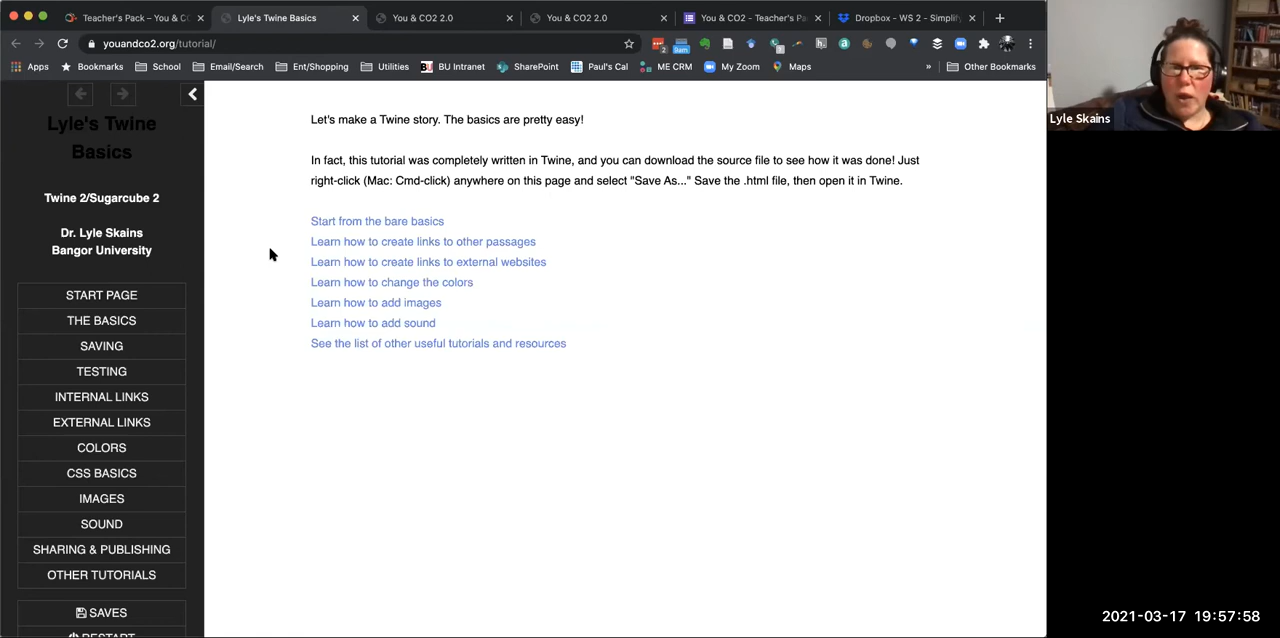 Teacher's Pack – You & CO
Lyle's Twine Basics
You & CO2 2.0
You & CO2 2.0
You & CO2 - Teacher's Pa
Dropbox - WS 2 - Simplify
youandco2.org/tutorial/
2
9am
Apps
Bookmarks
School
Email/Search
Ent/Shopping
Utilities
BU Intranet
SharePoint
Paul's Cal
ME CRM
My Zoom
Maps
»
Other Bookmarks
Lyle Skains
Lyle's Twine
Basics
Twine 2/Sugarcube 2
Dr. Lyle Skains
Bangor University
START PAGE
THE BASICS
SAVING
TESTING
INTERNAL LINKS
EXTERNAL LINKS
COLORS
CSS BASICS
IMAGES
SOUND
SHARING & PUBLISHING
OTHER TUTORIALS
SAVES
RESTART
Let's make a Twine story. The basics are pretty easy!
In fact, this tutorial was completely written in Twine, and you can download the source file to see how it was done! Just
right-click (Mac: Cmd-click) anywhere on this page and select "Save As..." Save the .html file, then open it in Twine.
Start from the bare basics
Learn how to create links to other passages
Learn how to create links to external websites
Learn how to change the colors
Learn how to add images
Learn how to add sound
See the list of other useful tutorials and resources
2021-03-17 19:57:58